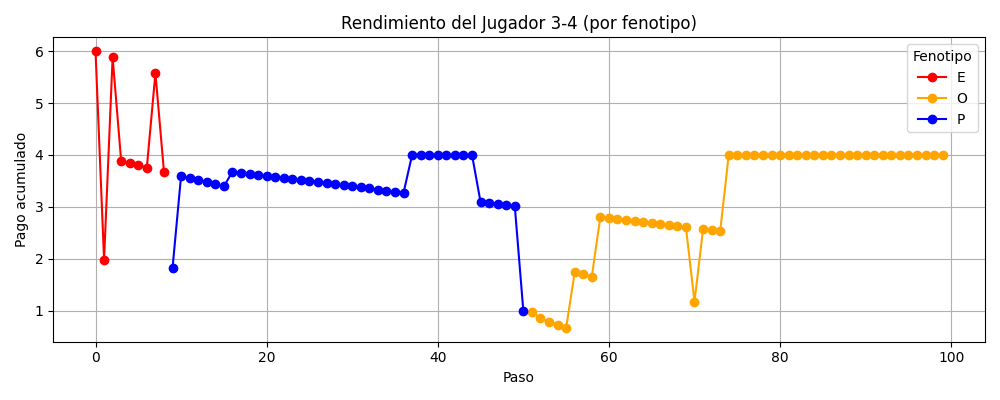 Rendimiento del Jugador 3-4 (por fenotipo)
Pago acumulado
6
5
4
3
2
1
0
20
40
60
80
100
Paso
Fenotipo
E
O
P